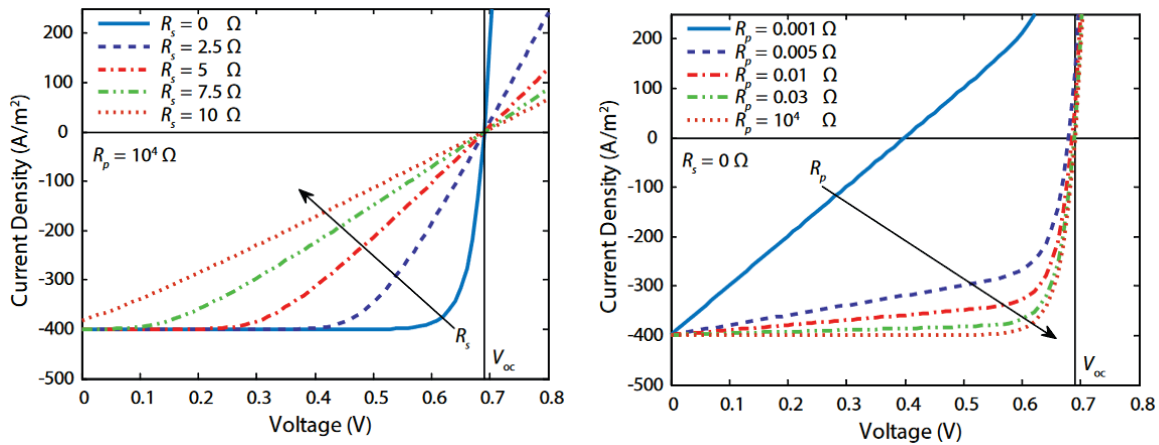 200
100
0
-100
-200
-300
-400
-500
Current Density (A/m²)
R_s = 0 Ω
R_s = 2.5 Ω
R_s = 5 Ω
R_s = 7.5 Ω
R_s = 10 Ω
R_p = 10⁴ Ω
R_s
V_oc
0 0.1 0.2 0.3 0.4 0.5 0.6 0.7 0.8
Voltage (V)
200
100
0
-100
-200
-300
-400
-500
Current Density (A/m²)
R_p = 0.001 Ω
R_p = 0.005 Ω
R_p = 0.01 Ω
R_p = 0.03 Ω
R_p = 10⁴ Ω
R_s = 0 Ω
R_p
V_oc
0 0.1 0.2 0.3 0.4 0.5 0.6 0.7 0.8
Voltage (V)